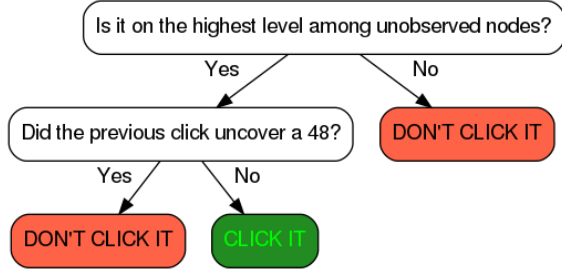 Is it on the highest level among unobserved nodes?
Yes
No
Did the previous click uncover a 48?
DON'T CLICK IT
Yes
No
DON'T CLICK IT
CLICK IT